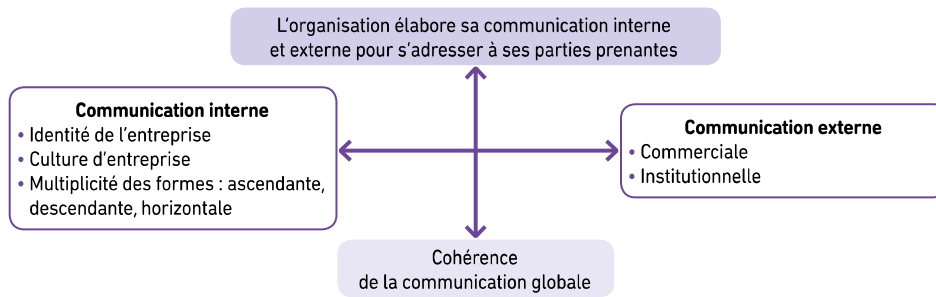 L'organisation élabore sa communication interne
et externe pour s'adresser à ses parties prenantes
Communication interne
• Identité de l'entreprise
• Culture d'entreprise
• Multiplicité des formes : ascendante,
descendante, horizontale
Communication externe
• Commerciale
• Institutionnelle
Cohérence
de la communication globale